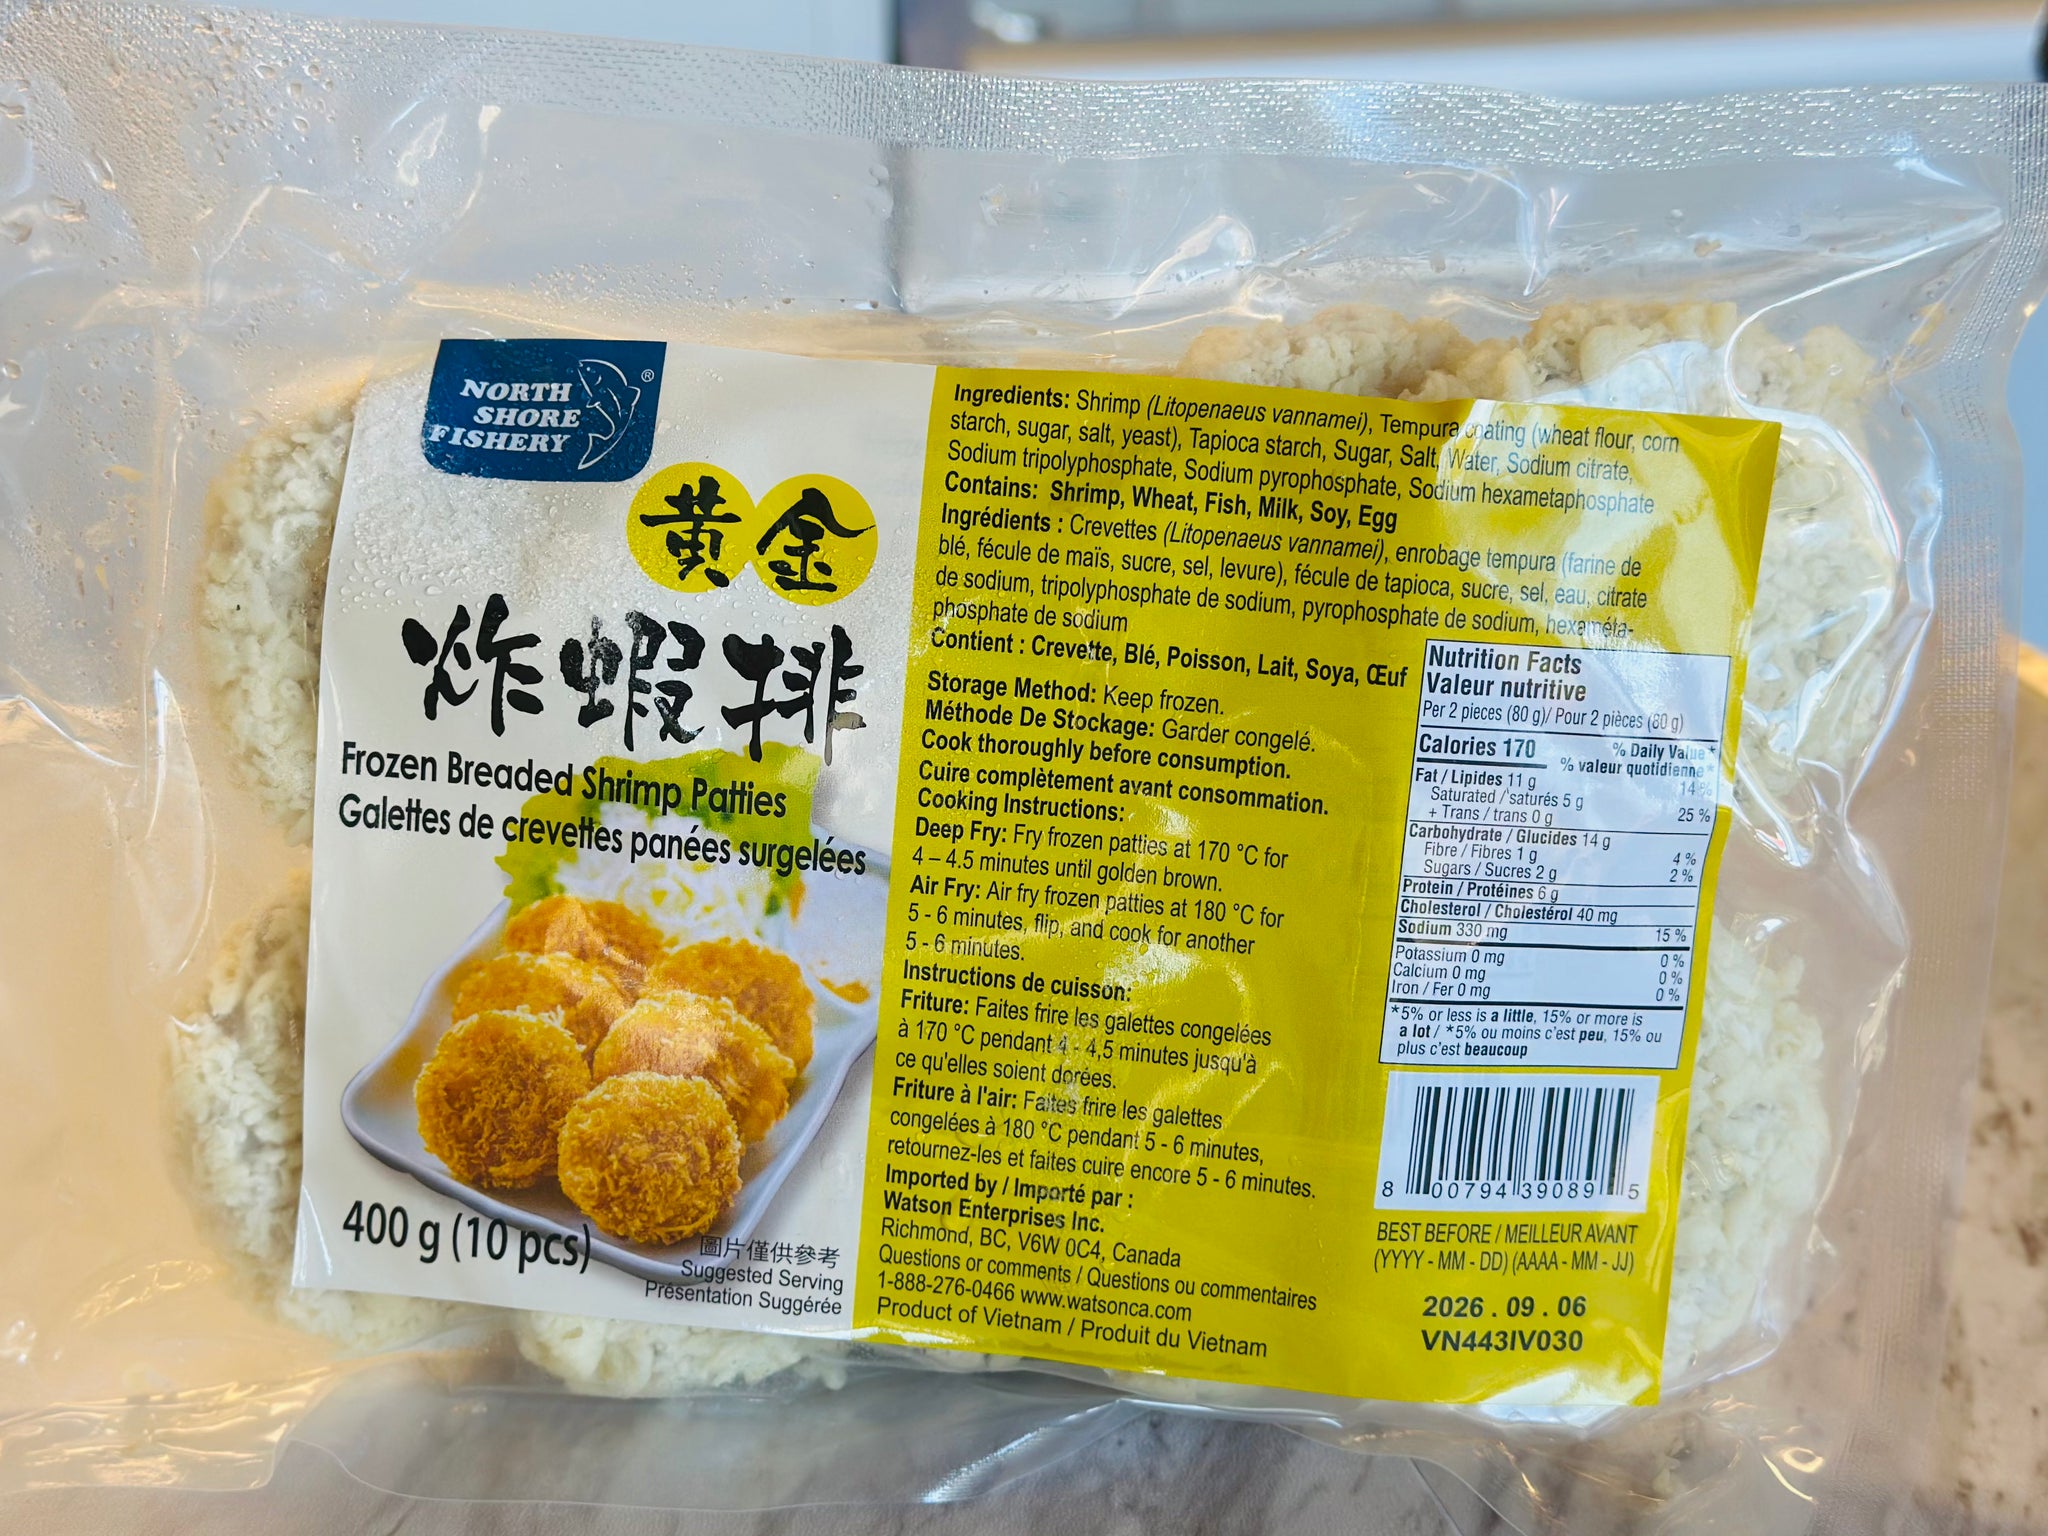 NORTH
SHORE
FISHERY
®
黄金
炸蝦排
Frozen Breaded Shrimp Patties
Galettes de crevettes panées surgelées
400 g (10 pcs)
圖片僅供參考
Suggested Serving
Présentation Suggérée
Ingredients: Shrimp (Litopenaeus vannamei), Tempura coating (wheat flour, corn
starch, sugar, salt, yeast), Tapioca starch, Sugar, Salt, Water, Sodium citrate,
Sodium tripolyphosphate, Sodium pyrophosphate, Sodium hexametaphosphate
Contains: Shrimp, Wheat, Fish, Milk, Soy, Egg
Ingrédients : Crevettes (Litopenaeus vannamei), enrobage tempura (farine de
blé, fécule de maïs, sucre, sel, levure), fécule de tapioca, sucre, sel, eau, citrate
de sodium, tripolyphosphate de sodium, pyrophosphate de sodium, hexaméta-
phosphate de sodium
Contient : Crevette, Blé, Poisson, Lait, Soya, Œuf
Storage Method: Keep frozen.
Méthode De Stockage: Garder congelé.
Cook thoroughly before consumption.
Cuire complètement avant consommation.
Cooking Instructions:
Deep Fry: Fry frozen patties at 170 °C for
4 – 4.5 minutes until golden brown.
Air Fry: Air fry frozen patties at 180 °C for
5 - 6 minutes, flip, and cook for another
5 - 6 minutes.
Instructions de cuisson:
Friture: Faites frire les galettes congelées
à 170 °C pendant 4 - 4,5 minutes jusqu'à
ce qu'elles soient dorées.
Friture à l'air: Faites frire les galettes
congelées à 180 °C pendant 5 - 6 minutes,
retournez-les et faites cuire encore 5 - 6 minutes.
Imported by / Importé par :
Watson Enterprises Inc.
Richmond, BC, V6W 0C4, Canada
Questions or comments / Questions ou commentaires
1-888-276-0466 www.watsonca.com
Product of Vietnam / Produit du Vietnam
Nutrition Facts
Valeur nutritive
Per 2 pieces (80 g)/ Pour 2 pièces (80 g)
Calories 170 % Daily Value*
% valeur quotidienne*
Fat / Lipides 11 g 14 %
Saturated / saturés 5 g
+ Trans / trans 0 g 25 %
Carbohydrate / Glucides 14 g
Fibre / Fibres 1 g 4 %
Sugars / Sucres 2 g 2 %
Protein / Protéines 6 g
Cholesterol / Cholestérol 40 mg
Sodium 330 mg 15 %
Potassium 0 mg 0 %
Calcium 0 mg 0 %
Iron / Fer 0 mg 0 %
*5% or less is a little, 15% or more is
a lot / *5% ou moins c'est peu, 15% ou
plus c'est beaucoup
8 00794 39089 5
BEST BEFORE / MEILLEUR AVANT
(YYYY - MM - DD) (AAAA - MM - JJ)
2026 . 09 . 06
VN443IV030